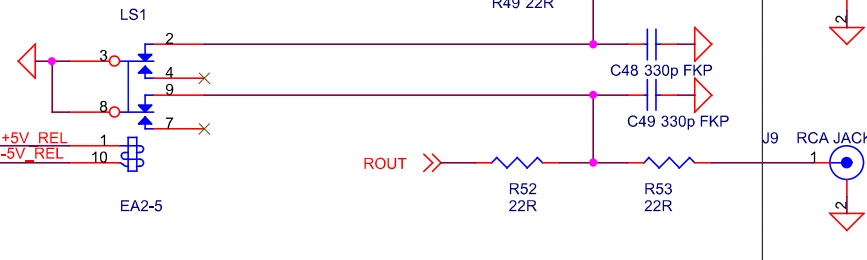 R49 22R
LS1
2
2
3
4
C48 330p FKP
9
8
7
C49 330p FKP
+5V_REL
1
J9
RCA JACK
-5V_REL
10
ROUT
1
R52
22R
R53
22R
EA2-5
2